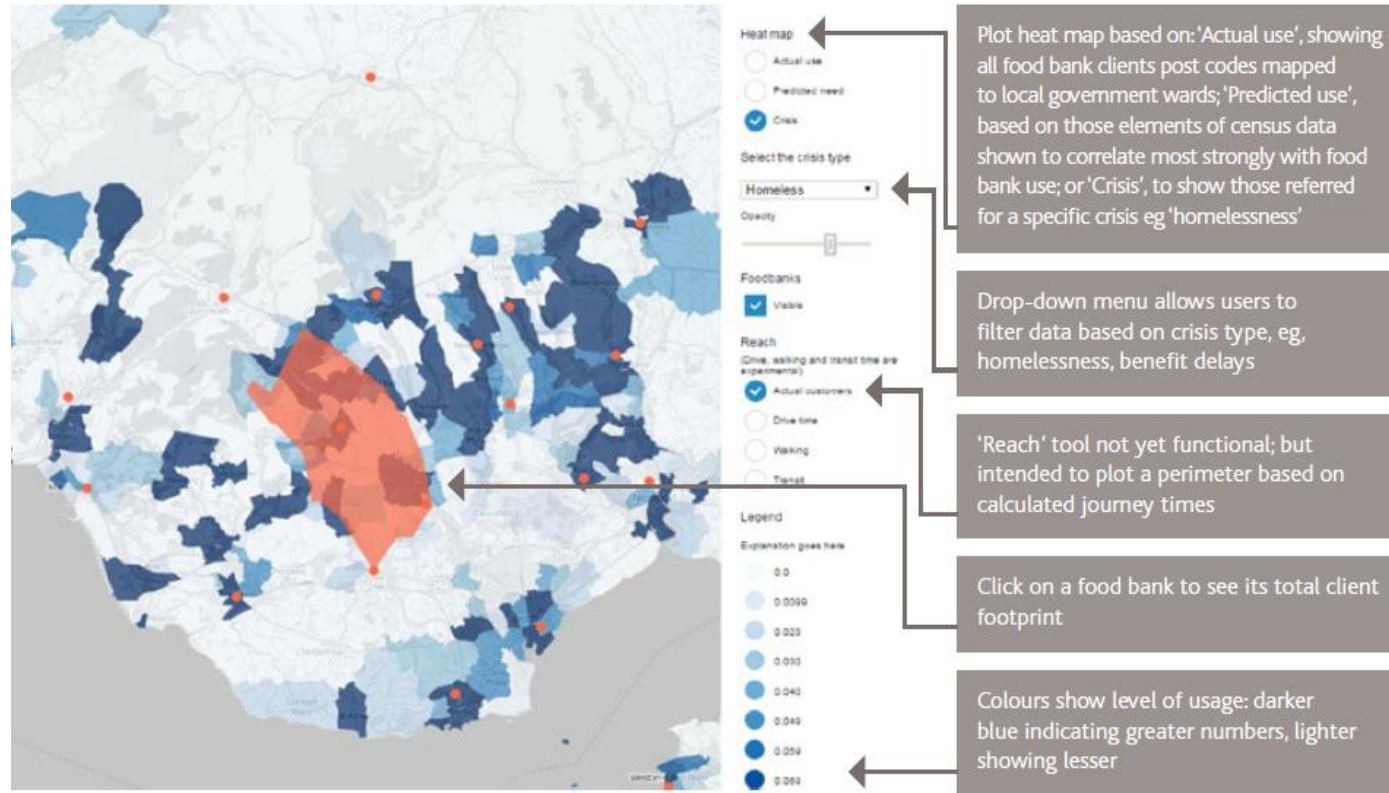 Heat map
Actual use
Predicted need
Crisis
Select the crisis type
Homeless
Opacity
Foodbanks
Visible
Reach
(Drive, walking and transit time are
experimental)
Actual customers
Drive time
Walking
Transit
Legend
Explanation goes here
0.0
0.0099
0.020
0.030
0.040
0.049
0.059
0.069
Plot heat map based on: ‘Actual use’, showing
all food bank clients post codes mapped
to local government wards; ‘Predicted use’,
based on those elements of census data
shown to correlate most strongly with food
bank use; or ‘Crisis’, to show those referred
for a specific crisis eg ‘homelessness’
Drop-down menu allows users to
filter data based on crisis type, eg,
homelessness, benefit delays
‘Reach’ tool not yet functional; but
intended to plot a perimeter based on
calculated journey times
Click on a food bank to see its total client
footprint
Colours show level of usage: darker
blue indicating greater numbers, lighter
showing lesser